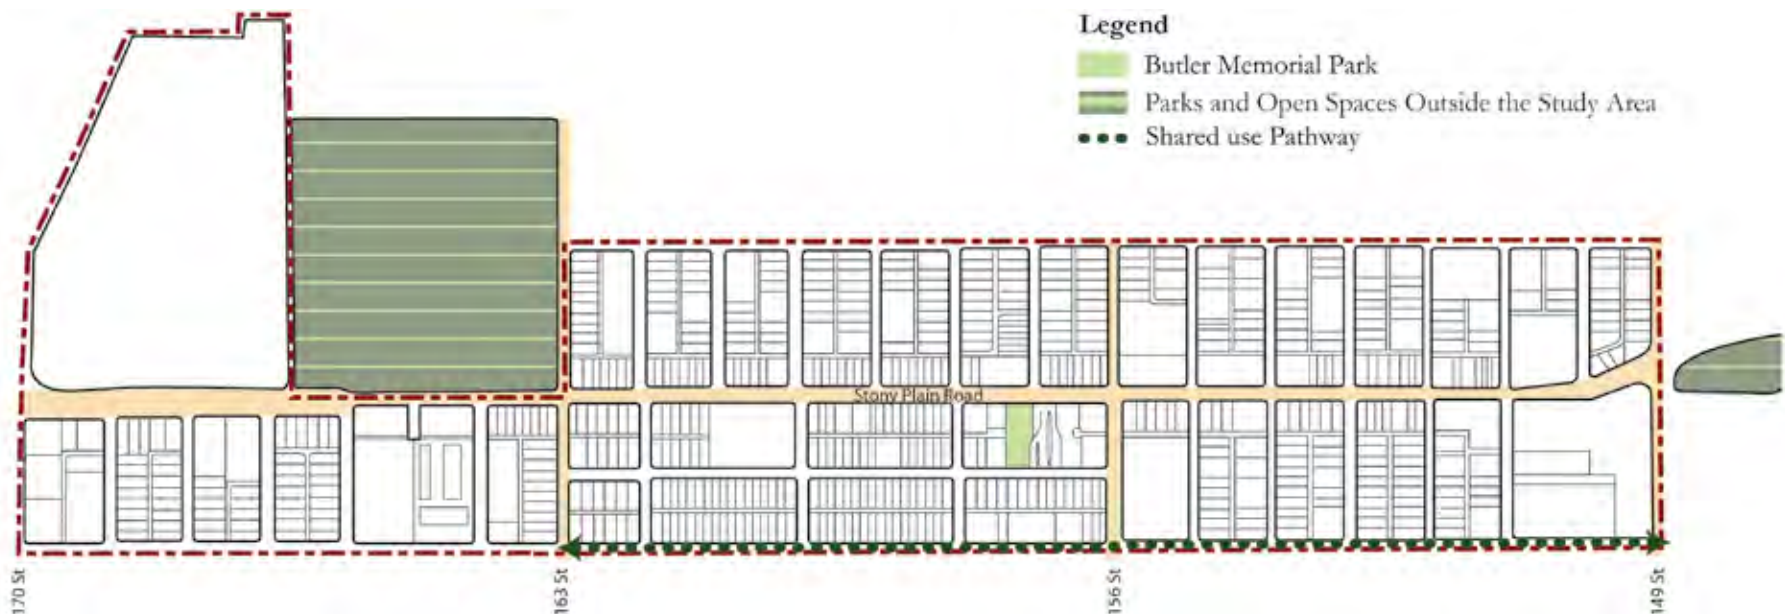 Legend
Butler Memorial Park
Parks and Open Spaces Outside the Study Area
Shared use Pathway
Stony Plain Road
170 St
163 St
156 St
149 St